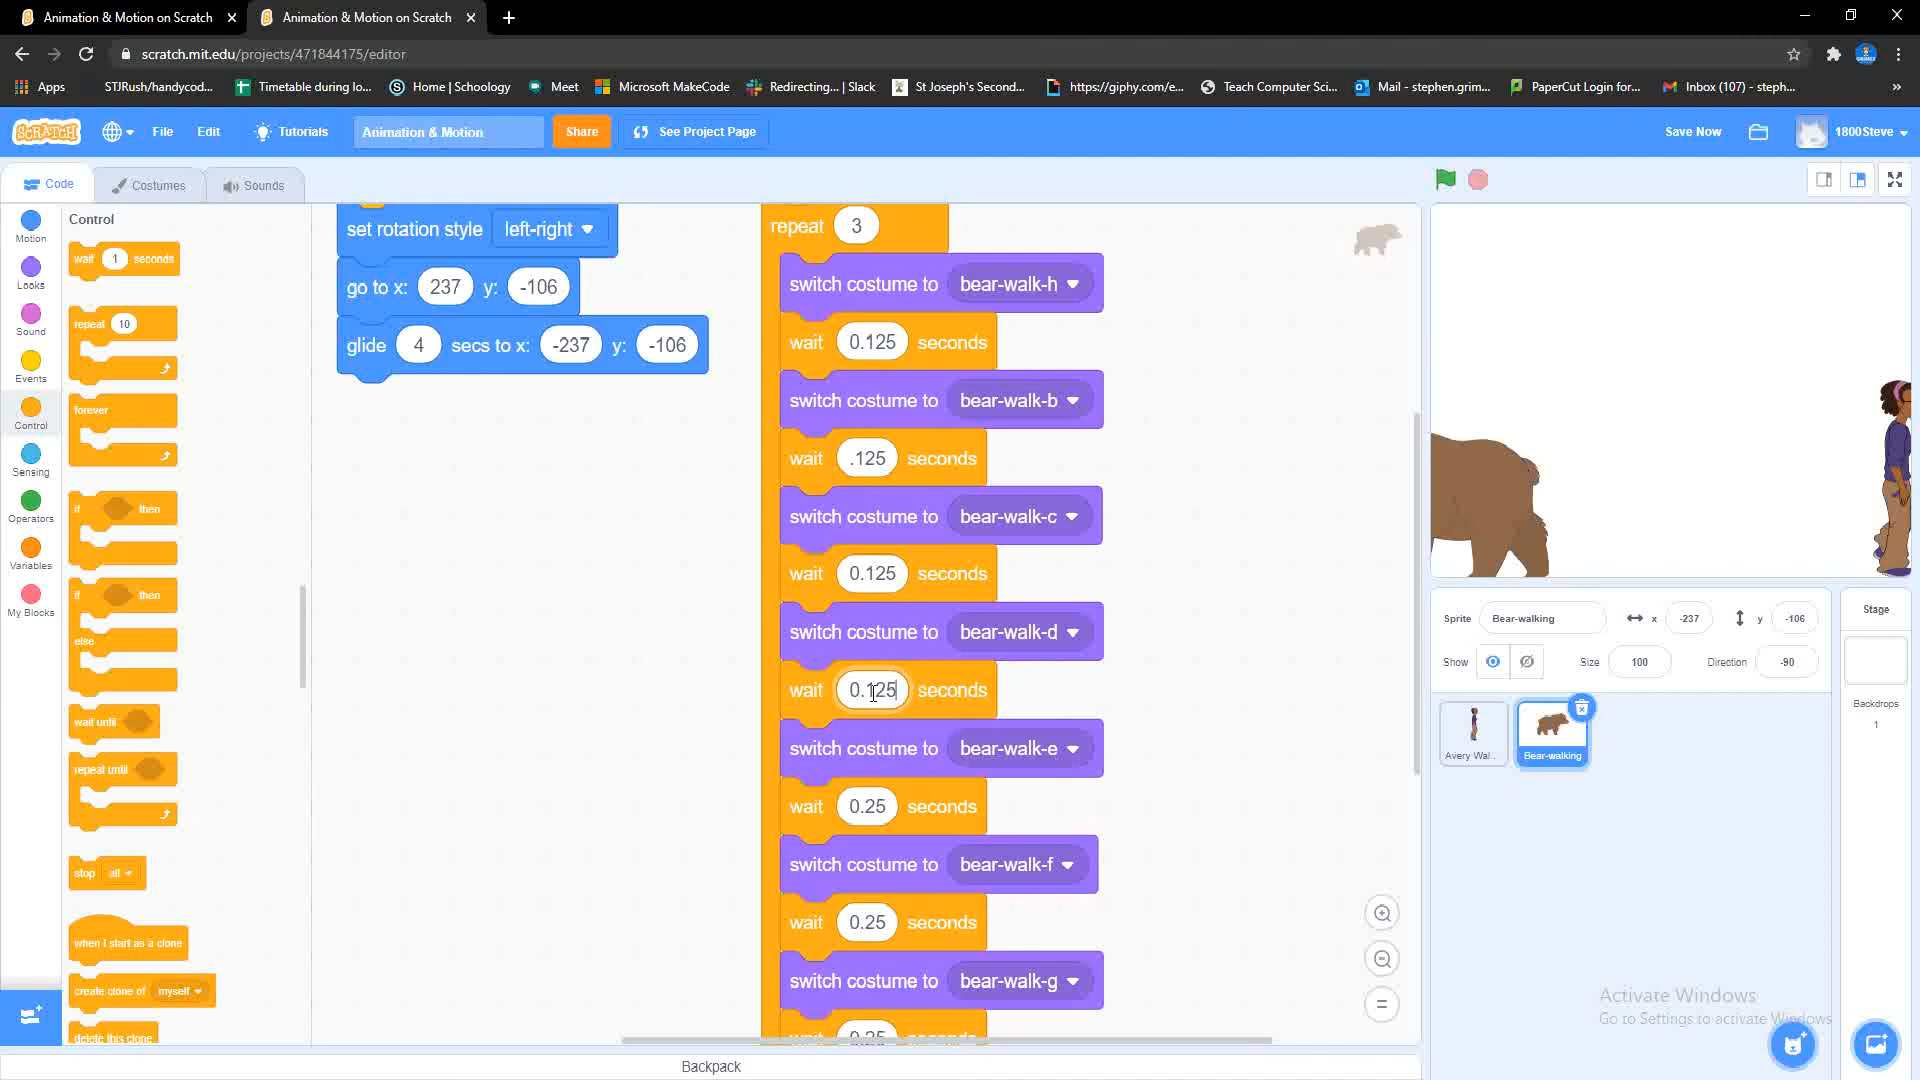 Animation & Motion on Scratch
Animation & Motion on Scratch
scratch.mit.edu/projects/471844175/editor
Apps
STJRush/handycod...
Timetable during lo...
Home | Schoology
Meet
Microsoft MakeCode
Redirecting... | Slack
St Joseph's Second...
https://giphy.com/e...
Teach Computer Sci...
Mail - stephen.grim...
PaperCut Login for...
Inbox (107) - steph...
SCRATCH
File
Edit
Tutorials
Animation & Motion
Share
See Project Page
Save Now
1800Steve
Code
Costumes
Sounds
Motion
Looks
Sound
Events
Control
Sensing
Operators
Variables
My Blocks
Control
wait 1 seconds
repeat 10
forever
if then
if then
else
wait until
repeat until
stop all
when I start as a clone
create clone of myself
delete this clone
set rotation style left-right
go to x: 237 y: -106
glide 4 secs to x: -237 y: -106
repeat 3
switch costume to bear-walk-h
wait 0.125 seconds
switch costume to bear-walk-b
wait .125 seconds
switch costume to bear-walk-c
wait 0.125 seconds
switch costume to bear-walk-d
wait 0.125 seconds
switch costume to bear-walk-e
wait 0.25 seconds
switch costume to bear-walk-f
wait 0.25 seconds
switch costume to bear-walk-g
wait 0.25 seconds
Sprite Bear-walking x -237 y -106
Show Size 100 Direction -90
Avery Wal...
Bear-walking
Stage
Backdrops
1
Activate Windows
Go to Settings to activate Windows
Backpack